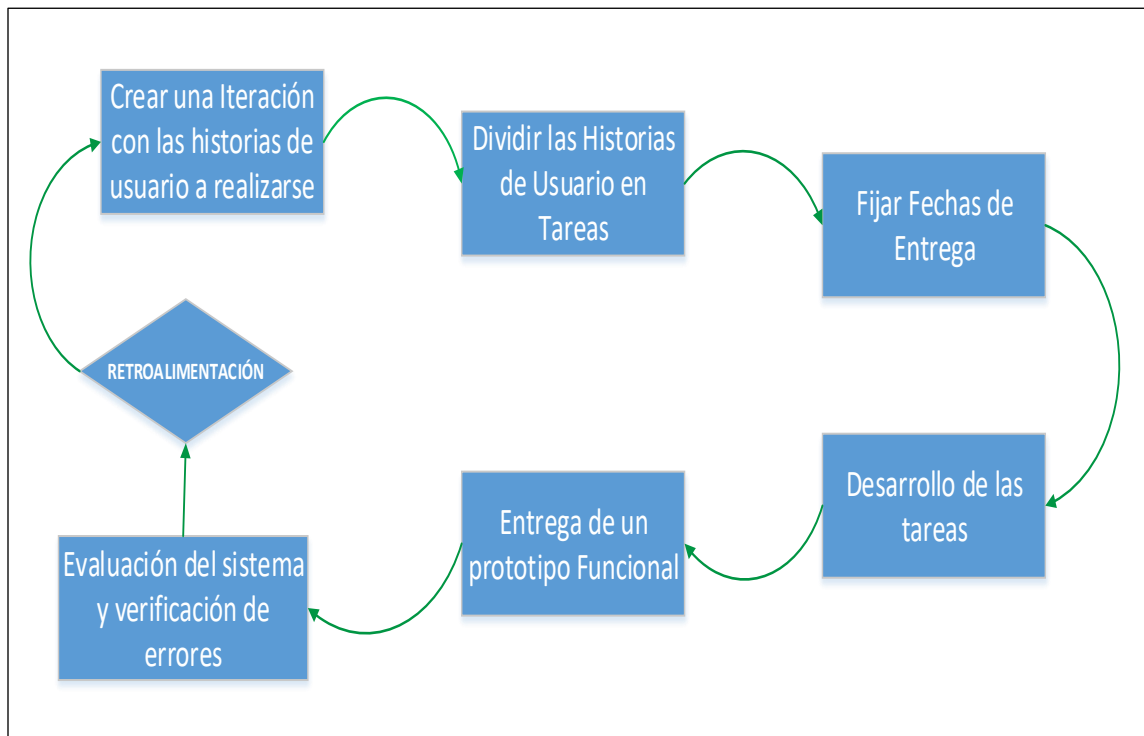 Crear una Iteración
con las historias de
usuario a realizarse
Dividir las Historias
de Usuario en
Tareas
Fijar Fechas de
Entrega
Desarrollo de las
tareas
Entrega de un
prototipo Funcional
Evaluación del sistema
y verificación de
errores
RETROALIMENTACIÓN